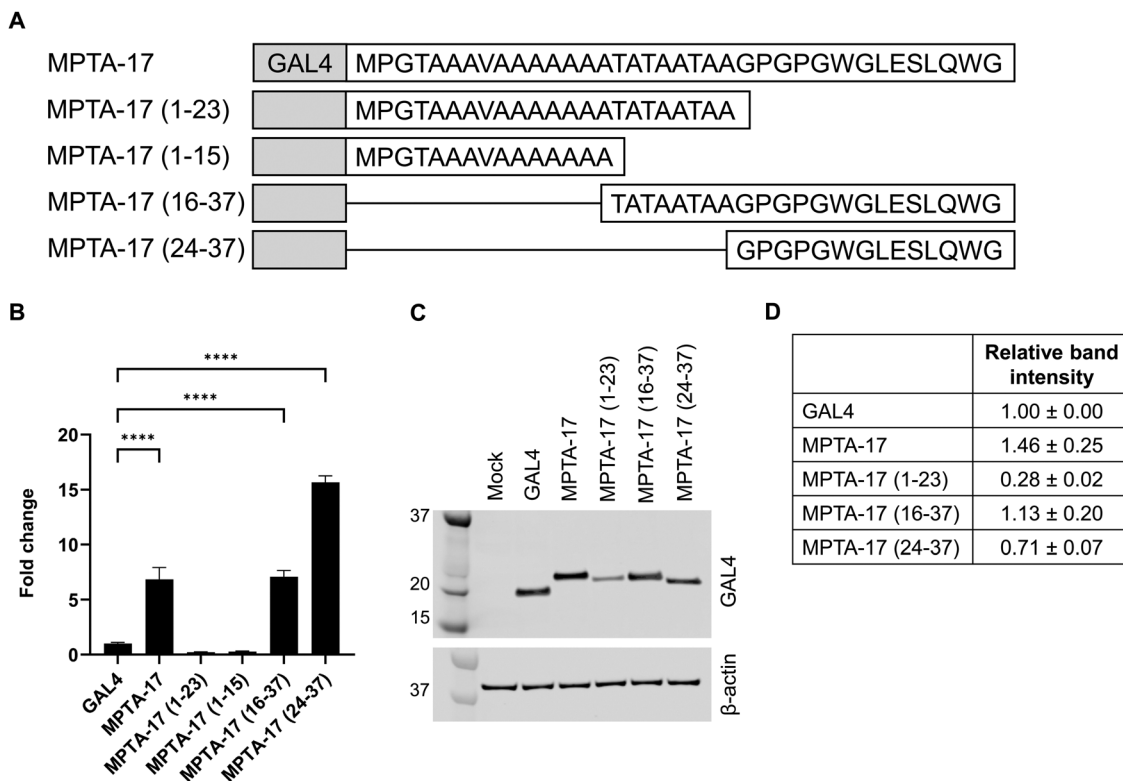 A
MPTA-17 GAL4 MPGTAAAVAAAAAAATATAATAAGPGPGWGLESLQWG
MPTA-17 (1-23) MPGTAAAVAAAAAAATATAATAA
MPTA-17 (1-15) MPGTAAAVAAAAAAA
MPTA-17 (16-37) TATAATAAGPGPGWGLESLQWG
MPTA-17 (24-37) GPGPGWGLESLQWG
B
****
****
****
Fold change
20
15
10
5
0
GAL4
MPTA-17
MPTA-17 (1-23)
MPTA-17 (1-15)
MPTA-17 (16-37)
MPTA-17 (24-37)
C
Mock
GAL4
MPTA-17
MPTA-17 (1-23)
MPTA-17 (16-37)
MPTA-17 (24-37)
37
20
15
GAL4
37
β-actin
D
Relative band
intensity
GAL4 1.00 ± 0.00
MPTA-17 1.46 ± 0.25
MPTA-17 (1-23) 0.28 ± 0.02
MPTA-17 (16-37) 1.13 ± 0.20
MPTA-17 (24-37) 0.71 ± 0.07